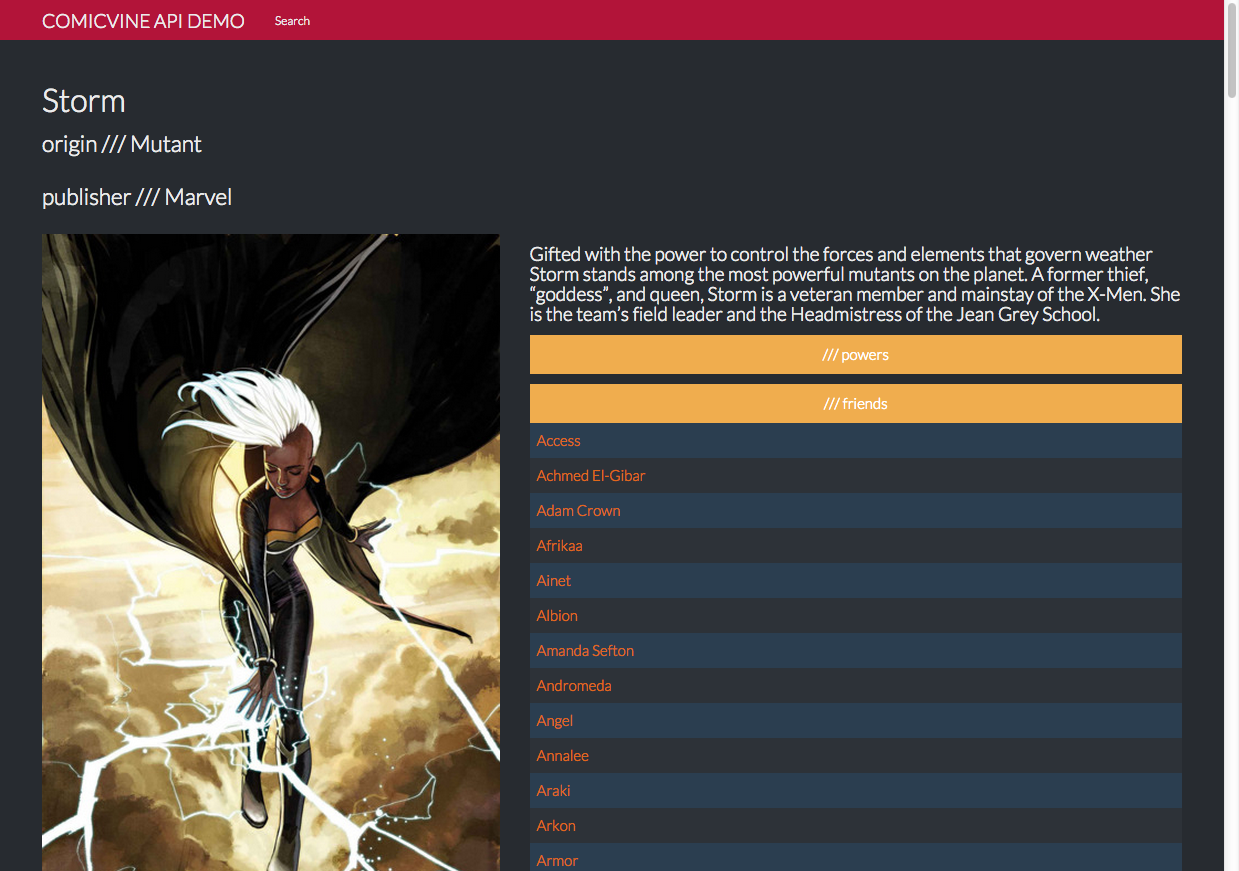 COMICVINE API DEMO Search
Storm
origin /// Mutant
publisher /// Marvel
Gifted with the power to control the forces and elements that govern weather
Storm stands among the most powerful mutants on the planet. A former thief,
“goddess”, and queen, Storm is a veteran member and mainstay of the X-Men. She
is the team’s field leader and the Headmistress of the Jean Grey School.
/// powers
/// friends
Access
Achmed El-Gibar
Adam Crown
Afrikaa
Ainet
Albion
Amanda Sefton
Andromeda
Angel
Annalee
Araki
Arkon
Armor